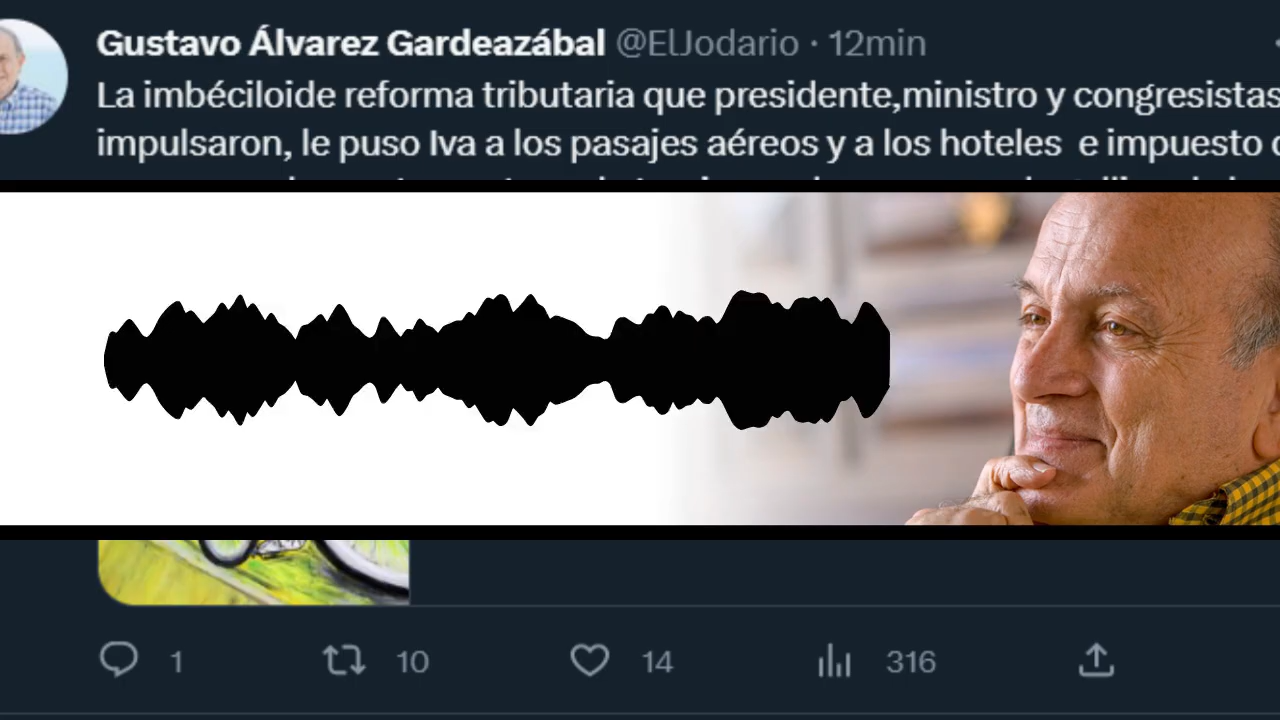 Gustavo Álvarez Gardeazábal @ElJodario · 12min
La imbéciloide reforma tributaria que presidente,ministro y congresistas
impulsaron, le puso Iva a los pasajes aéreos y a los hoteles e impuesto
1 10 14 316